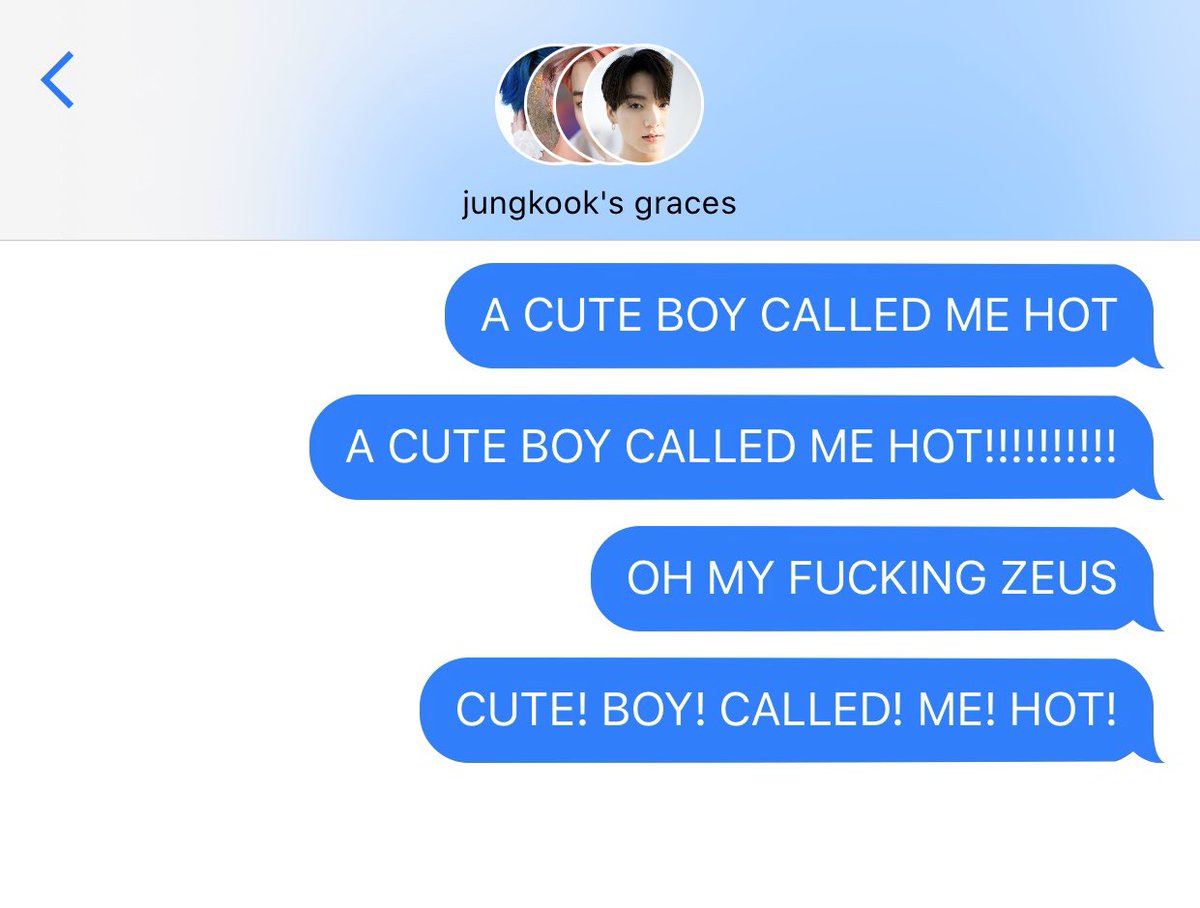 jungkook's graces
A CUTE BOY CALLED ME HOT
A CUTE BOY CALLED ME HOT!!!!!!!!!!
OH MY FUCKING ZEUS
CUTE! BOY! CALLED! ME! HOT!